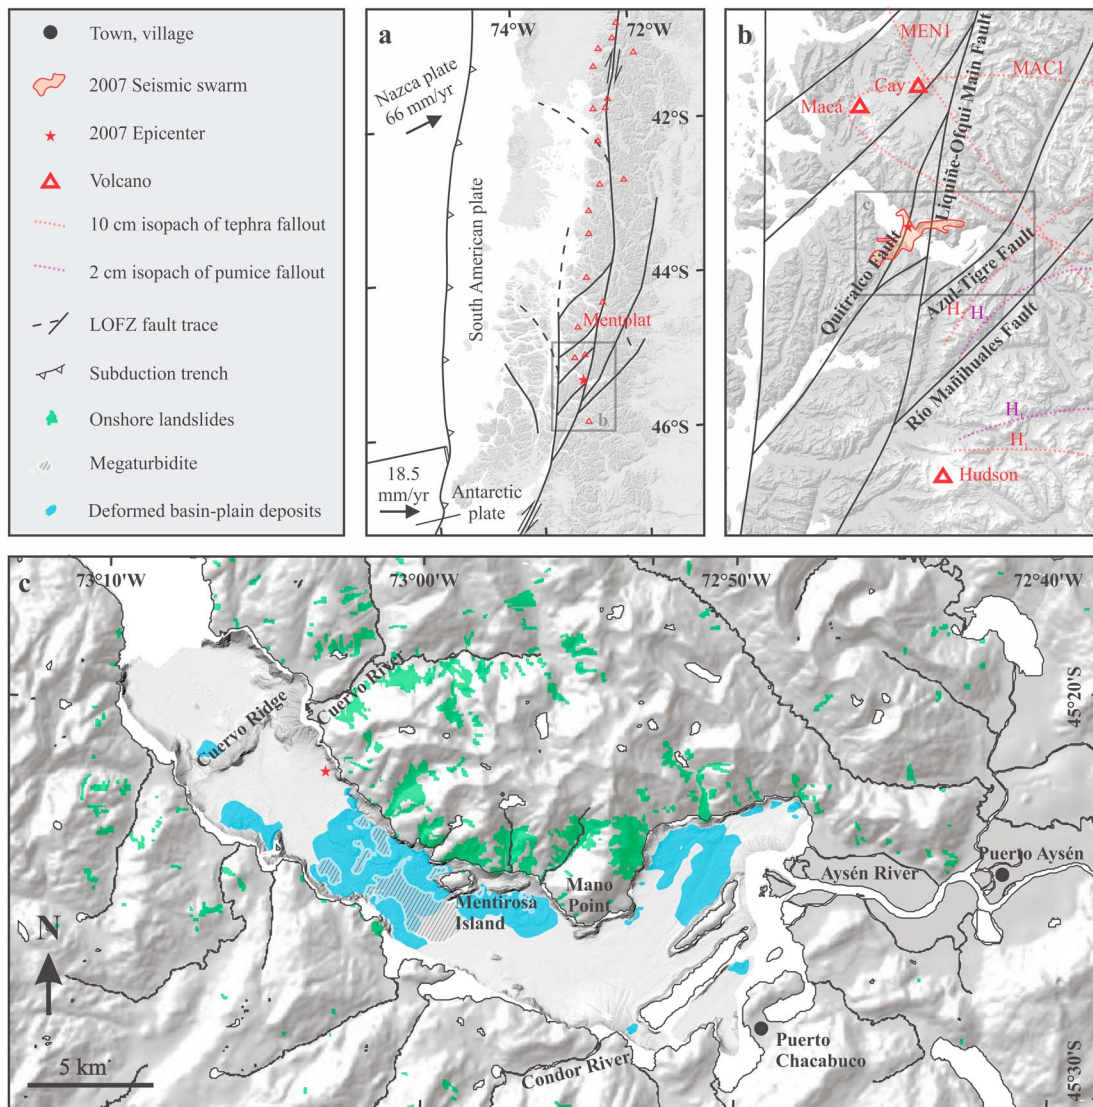 Town, village
2007 Seismic swarm
2007 Epicenter
Volcano
10 cm isopach of tephra fallout
2 cm isopach of pumice fallout
LOFZ fault trace
Subduction trench
Onshore landslides
Megaturbidite
Deformed basin-plain deposits
a
74°W
72°W
Nazca plate
66 mm/yr
42°S
South American plate
44°S
Mentolat
b
46°S
18.5
mm/yr
Antarctic
plate
b
MEN1
MAC1
Cay
Macá
Liquiñe-Ofqui Main Fault
c
Quitralco Fault
Azul-Tigre Fault
Río Mañihuales Fault
Hudson
c
73°10'W
73°00'W
72°50'W
72°40'W
45°20'S
Cuervo River
Cuervo Ridge
Mentirosa
Island
Mano
Point
Aysén River
Puerto Aysén
N
5 km
Condor River
Puerto
Chacabuco
45°30'S